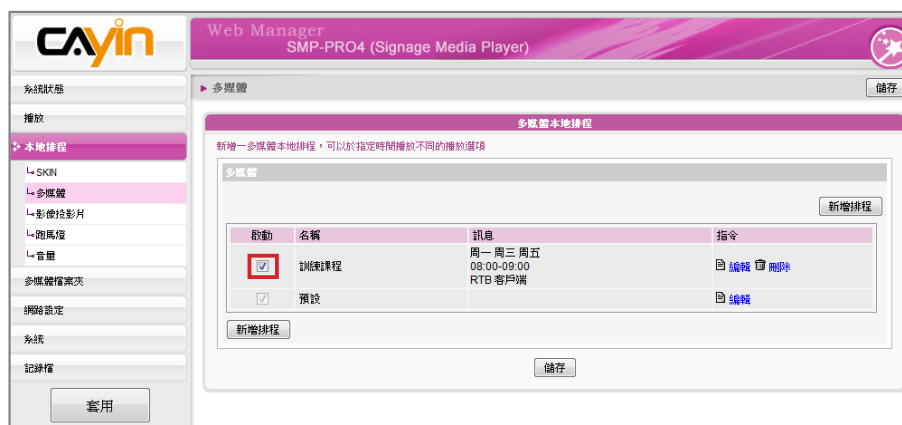 CAyin
Web Manager
SMP-PRO4 (Signage Media Player)
系統狀態
播放
本地排程
SKIN
多媒體
影像投影片
跑馬燈
音量
多媒體檔案夾
網路設定
系統
記錄檔
套用
多媒體
儲存
多媒體本地排程
新增一多媒體本地排程，可以於指定時間播放不同的播放選項
多媒體
新增排程
啟動 名稱 訊息 指令
訓練課程 周一 周三 周五 編輯 刪除
08:00-09:00
RTB 客戶端
預設 編輯
新增排程
儲存